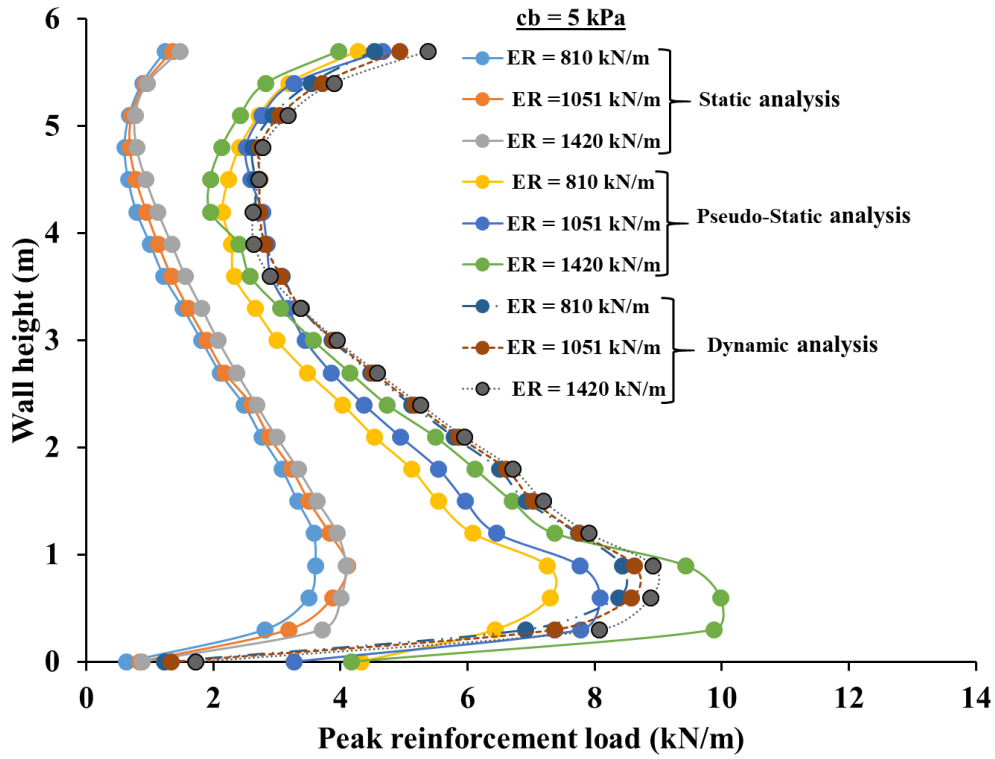 cb = 5 kPa
ER = 810 kN/m
ER =1051 kN/m
ER = 1420 kN/m
Static analysis
ER = 810 kN/m
ER = 1051 kN/m
ER = 1420 kN/m
Pseudo-Static analysis
ER = 810 kN/m
ER = 1051 kN/m
ER = 1420 kN/m
Dynamic analysis
Wall height (m)
6
5
4
3
2
1
0
0 2 4 6 8 10 12 14
Peak reinforcement load (kN/m)